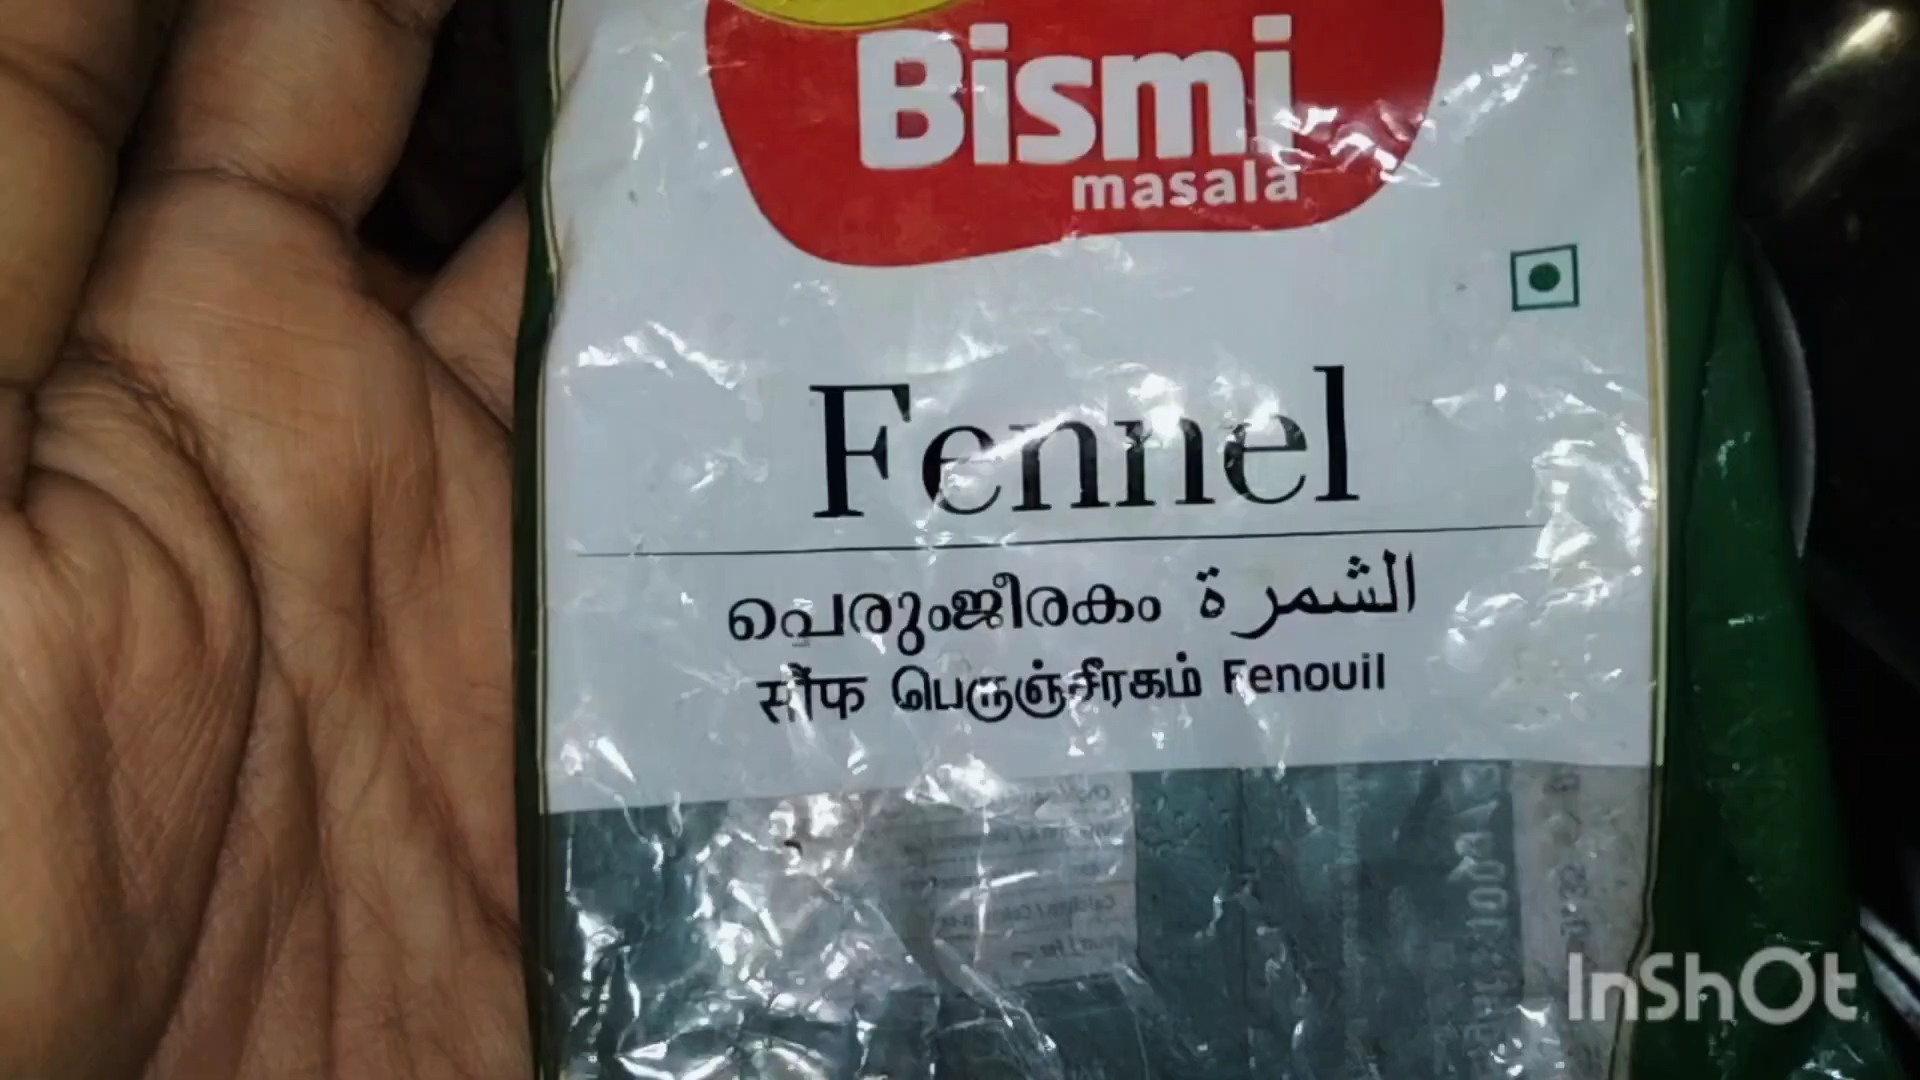 Bismi
masala
Fennel
പെരുംജീരകം الشمرة
सौंफ பெருஞ்சீரகம் Fenouil
InShOt